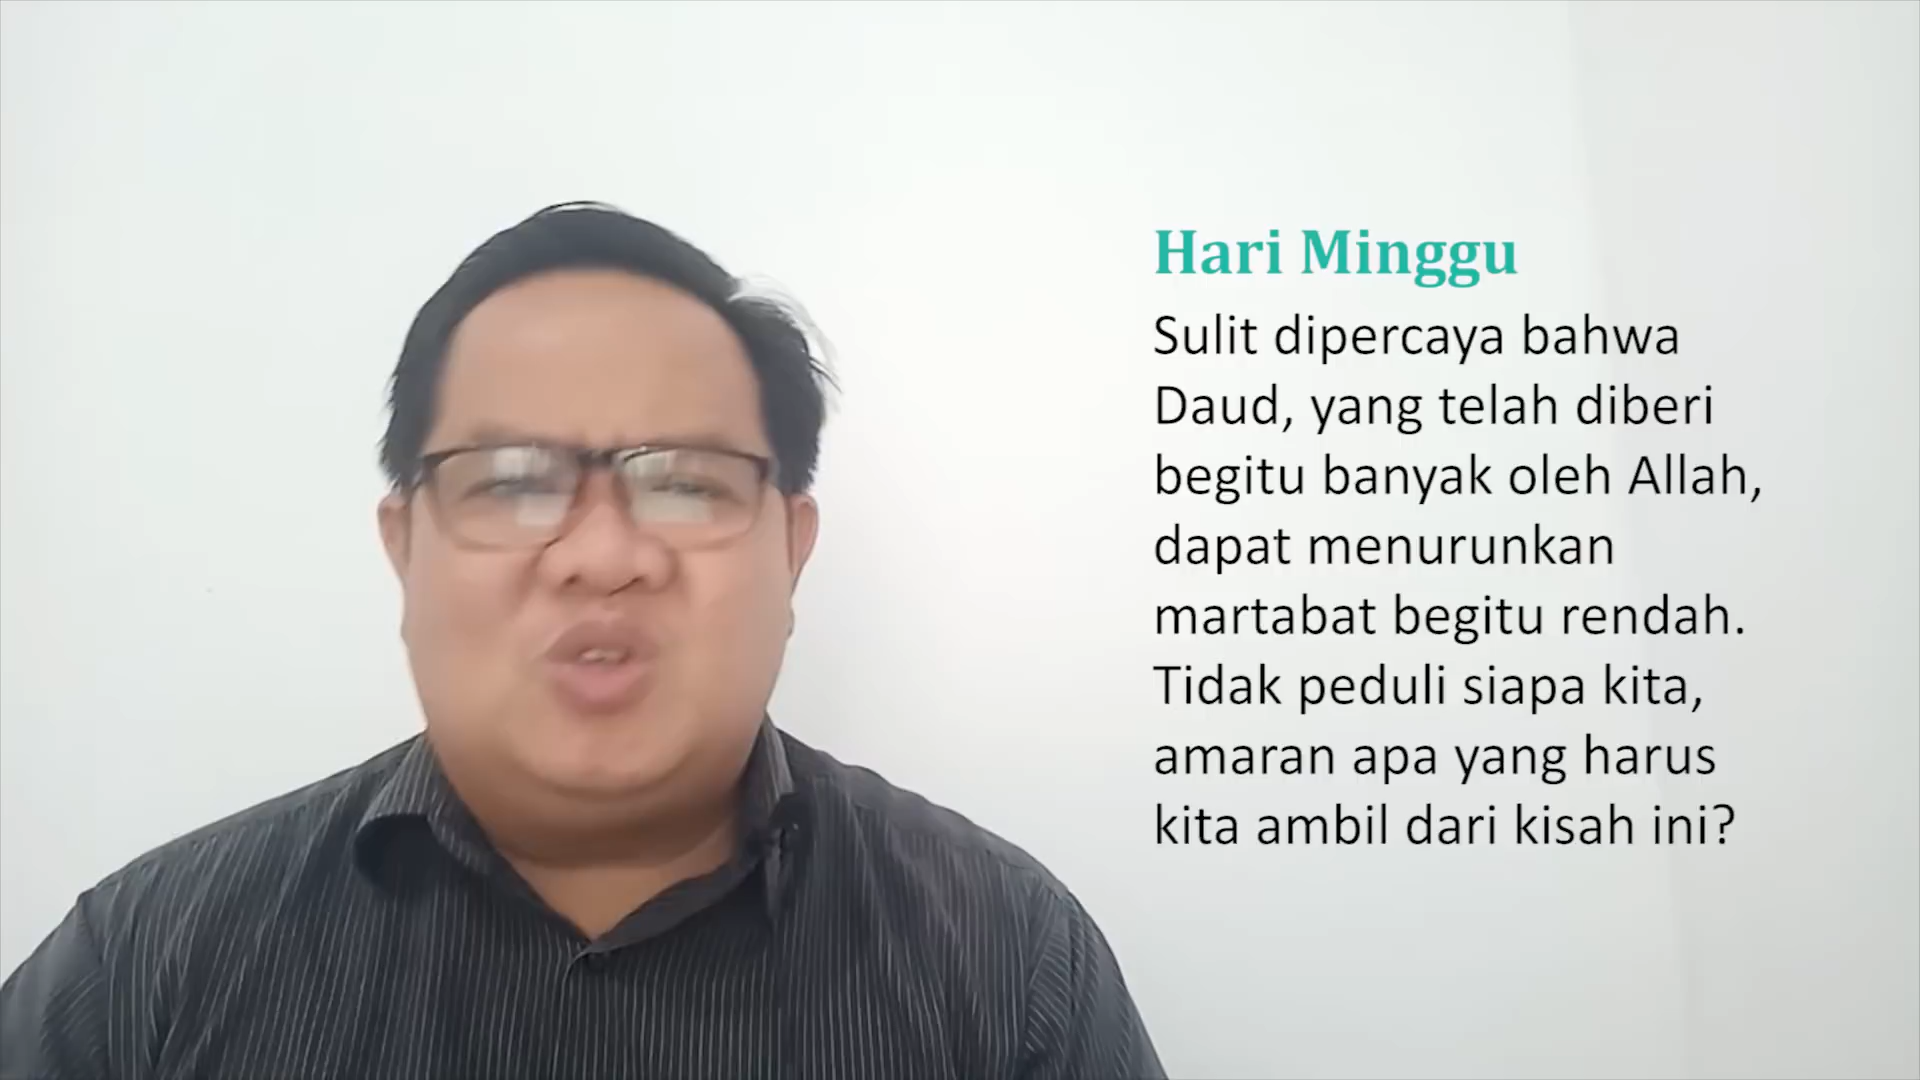 Hari Minggu
Sulit dipercaya bahwa
Daud, yang telah diberi
begitu banyak oleh Allah,
dapat menurunkan
martabat begitu rendah.
Tidak peduli siapa kita,
amaran apa yang harus
kita ambil dari kisah ini?